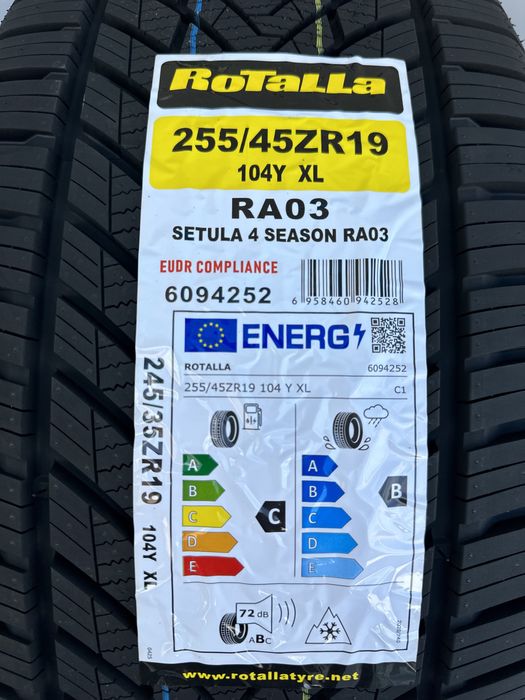 RoTaLLa
255/45ZR19
104Y XL
RA03
SETULA 4 SEASON RA03
EUDR COMPLIANCE
6094252
6 958460 942528
ENERG
ROTALLA
6094252
255/45ZR19 104 Y XL
C1
A
B
C
D
E
C
A
B
C
D
E
B
72 dB
ABC
245/35ZR19 104Y XL
0425
www.rotallatyre.net